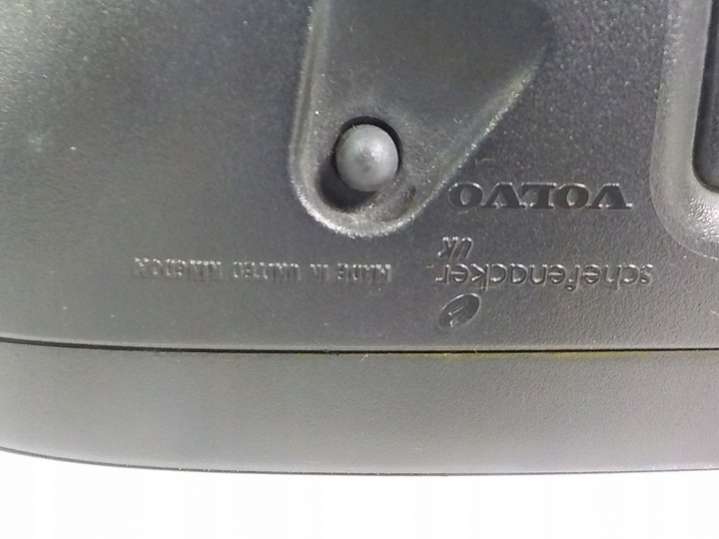 schefenacker
UK
MADE IN UNITED KINGDOM
VOLVO